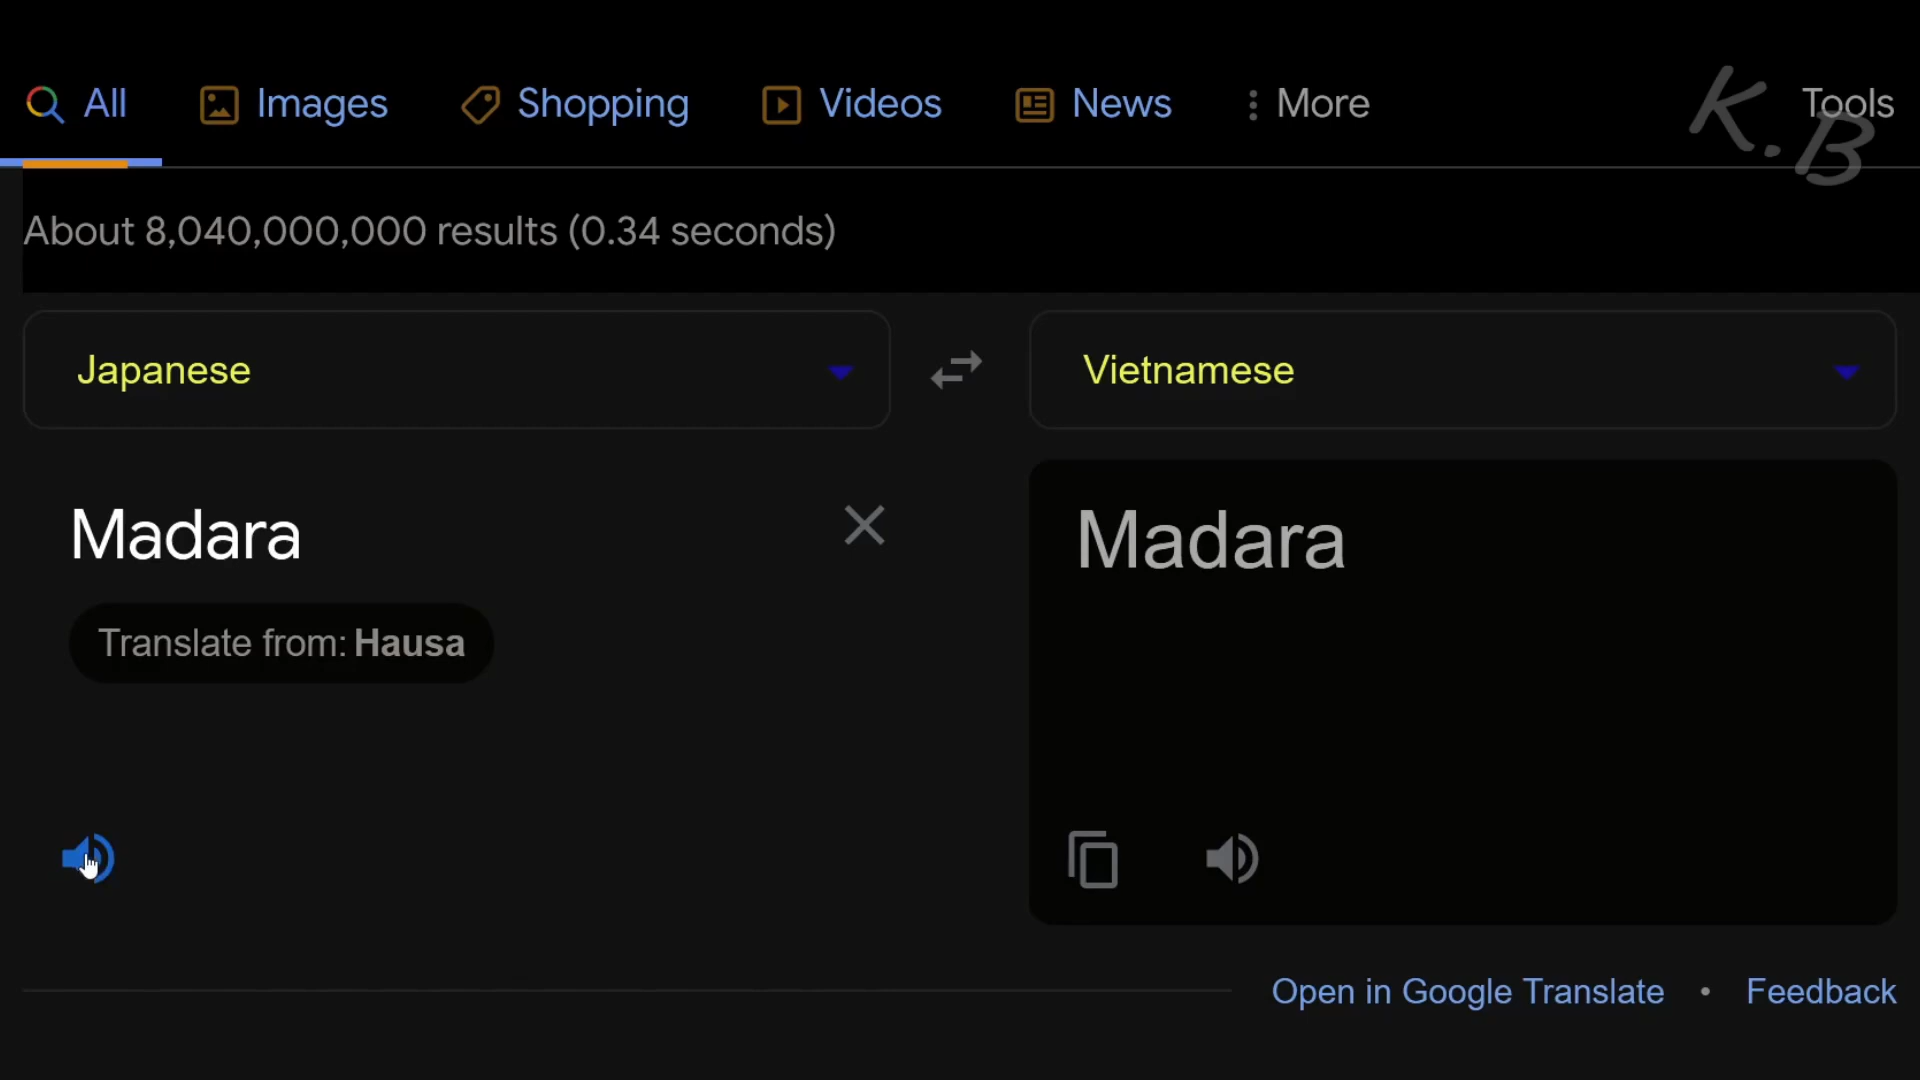 All Images Shopping Videos News More Tools
K.B
About 8,040,000,000 results (0.34 seconds)
Japanese Vietnamese
Madara Madara
Translate from: Hausa
Open in Google Translate • Feedback